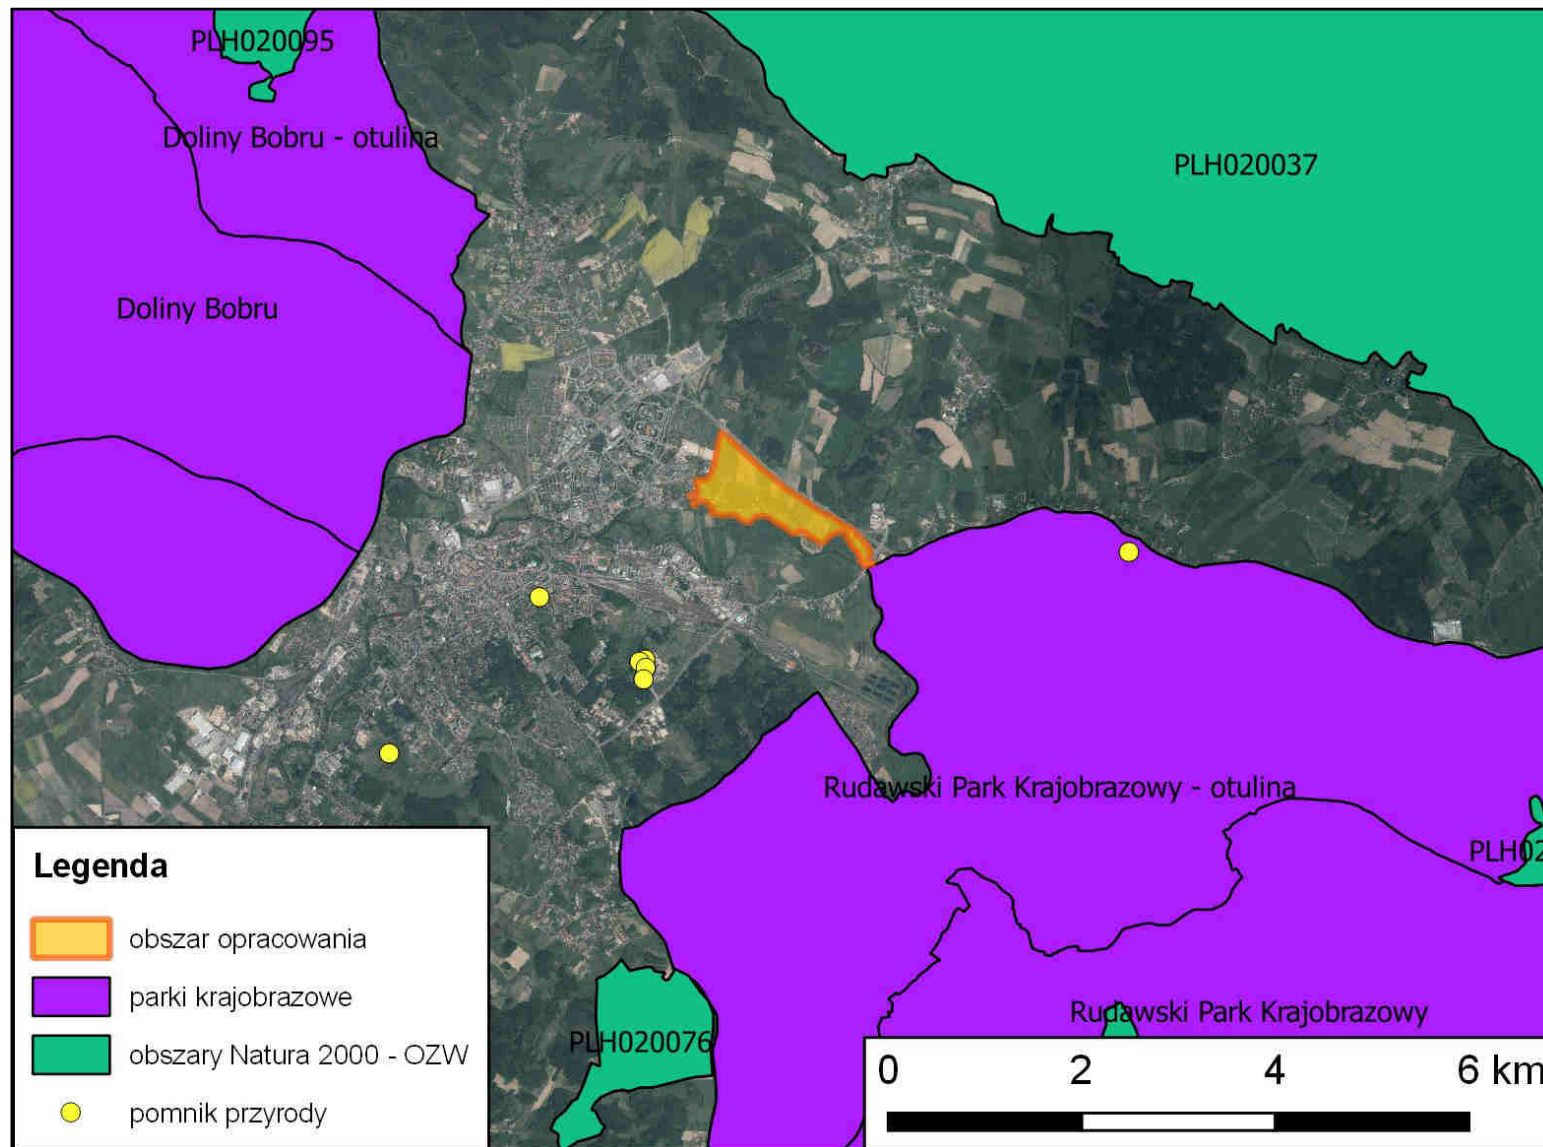 PLH020095
Doliny Bobru - otulina
PLH020037
Doliny Bobru
Rudawski Park Krajobrazowy - otulina
PLH02
Rudawski Park Krajobrazowy
PLH020076
Legenda
obszar opracowania
parki krajobrazowe
obszary Natura 2000 - OZW
pomnik przyrody
0 2 4 6 km